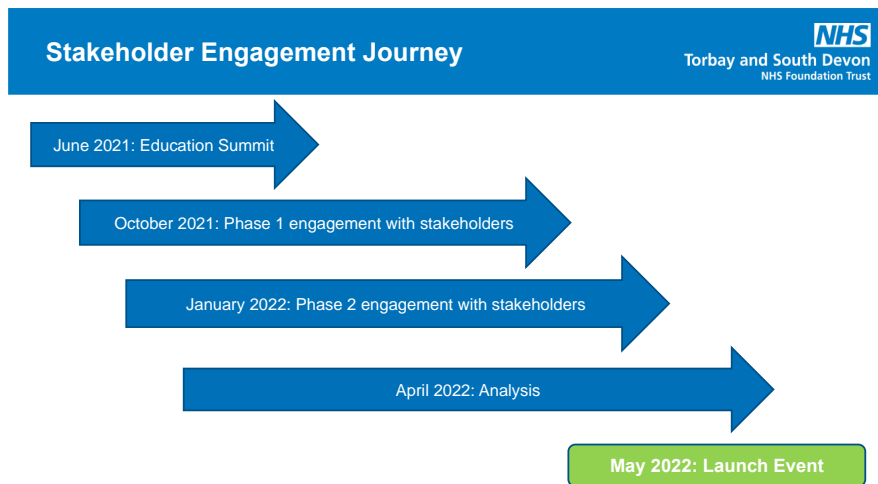 Stakeholder Engagement Journey
NHS
Torbay and South Devon
NHS Foundation Trust
June 2021: Education Summit
October 2021: Phase 1 engagement with stakeholders
January 2022: Phase 2 engagement with stakeholders
April 2022: Analysis
May 2022: Launch Event